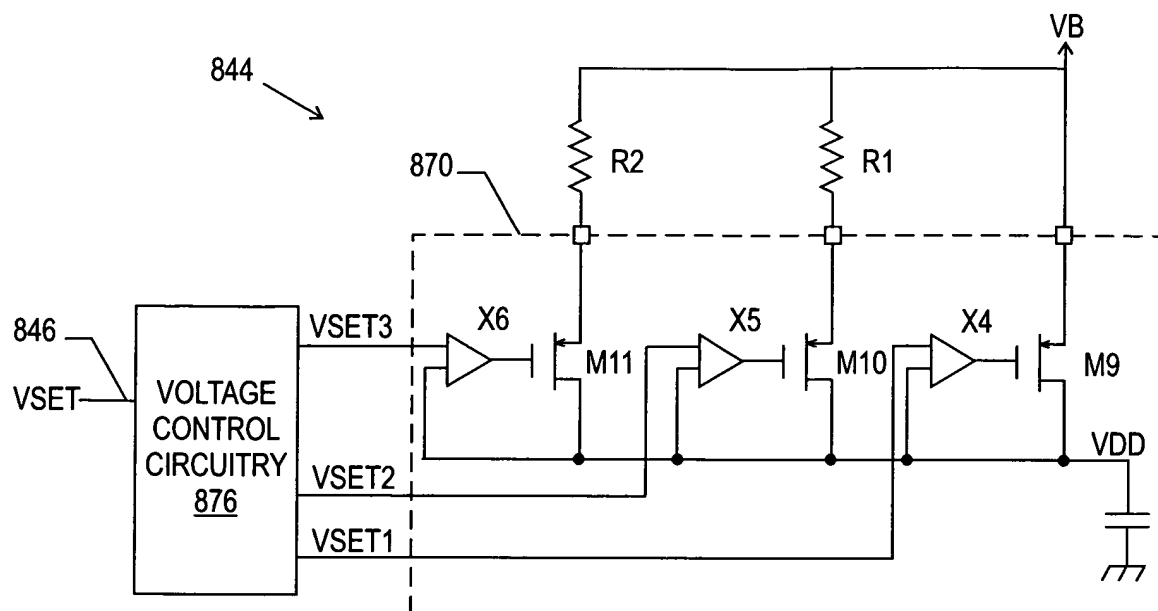 VB
844
R2
R1
870
846
VSET3
X6
X5
X4
M11
M10
M9
VSET
VOLTAGE
CONTROL
CIRCUITRY
876
VDD
VSET2
VSET1